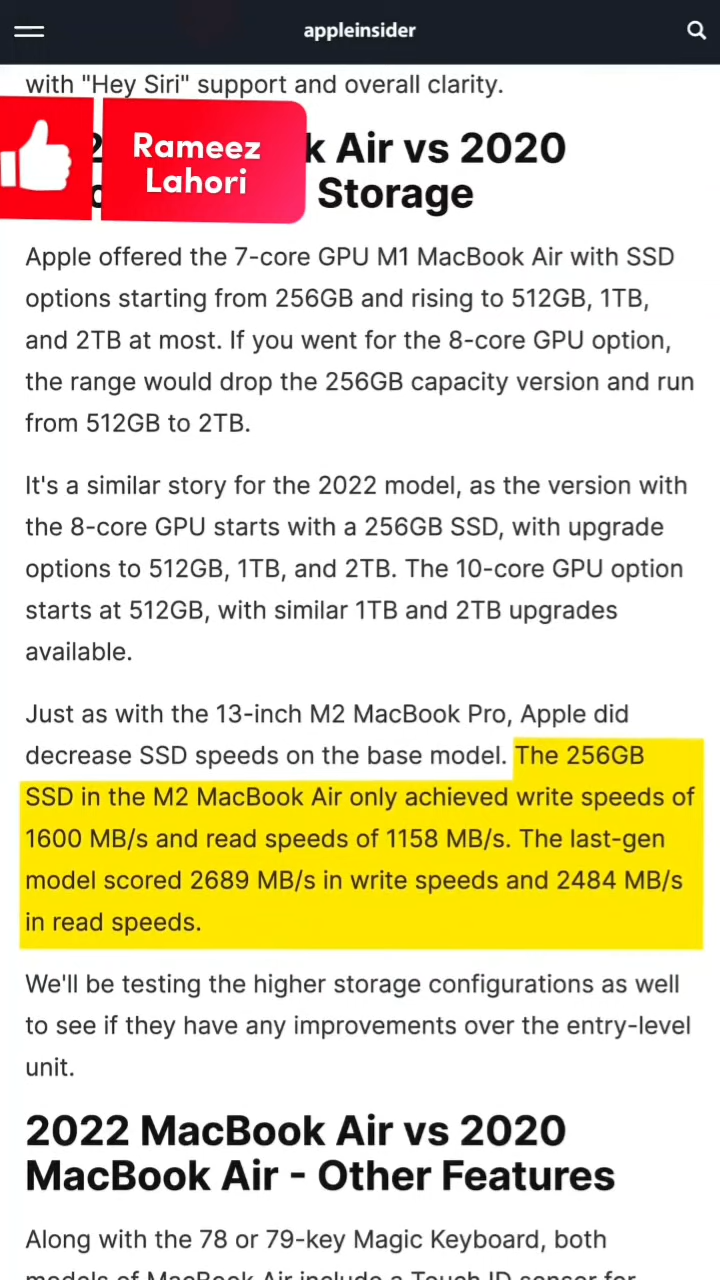 appleinsider
with "Hey Siri" support and overall clarity.
Rameez
Lahori
k Air vs 2020
Storage
Apple offered the 7-core GPU M1 MacBook Air with SSD
options starting from 256GB and rising to 512GB, 1TB,
and 2TB at most. If you went for the 8-core GPU option,
the range would drop the 256GB capacity version and run
from 512GB to 2TB.
It's a similar story for the 2022 model, as the version with
the 8-core GPU starts with a 256GB SSD, with upgrade
options to 512GB, 1TB, and 2TB. The 10-core GPU option
starts at 512GB, with similar 1TB and 2TB upgrades
available.
Just as with the 13-inch M2 MacBook Pro, Apple did
decrease SSD speeds on the base model. The 256GB
SSD in the M2 MacBook Air only achieved write speeds of
1600 MB/s and read speeds of 1158 MB/s. The last-gen
model scored 2689 MB/s in write speeds and 2484 MB/s
in read speeds.
We'll be testing the higher storage configurations as well
to see if they have any improvements over the entry-level
unit.
2022 MacBook Air vs 2020
MacBook Air - Other Features
Along with the 78 or 79-key Magic Keyboard, both
models of MacBook Air include a Touch ID sensor for